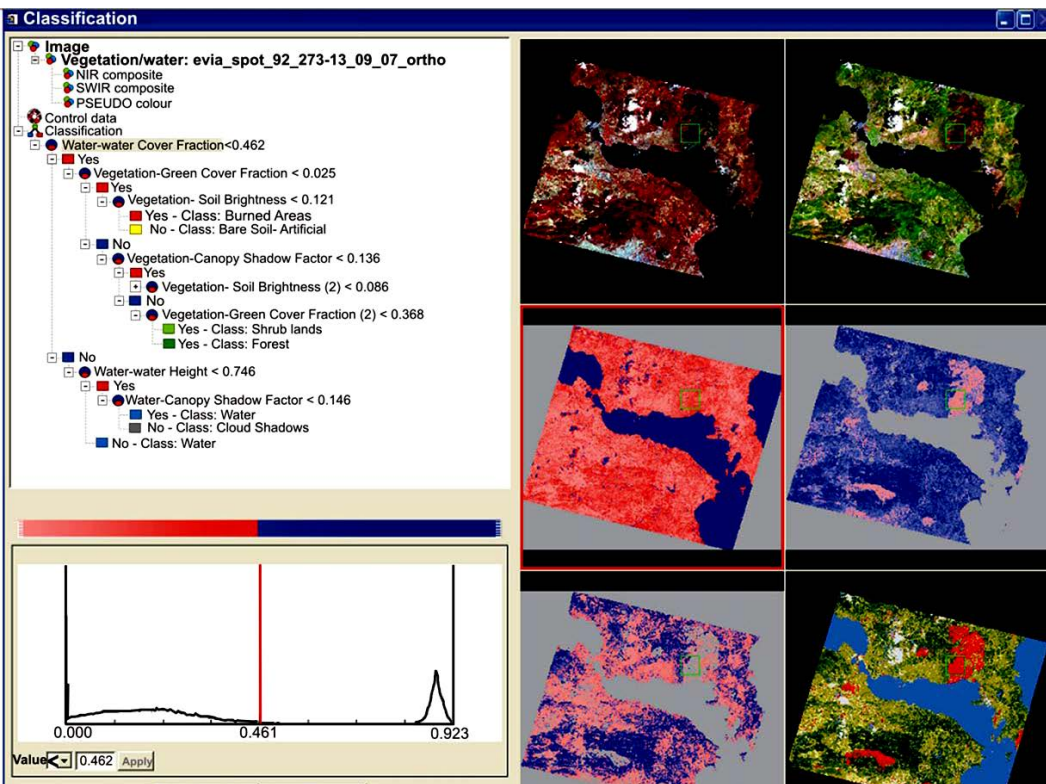 Classification
Image
Vegetation/water: evia_spot_92_273-13_09_07_ortho
NIR composite
SWIR composite
PSEUDO colour
Control data
Classification
Water-water Cover Fraction<0.462
Yes
Vegetation-Green Cover Fraction < 0.025
Yes
Vegetation- Soil Brightness < 0.121
Yes - Class: Burned Areas
No - Class: Bare Soil- Artificial
No
Vegetation-Canopy Shadow Factor < 0.136
Yes
Vegetation- Soil Brightness (2) < 0.086
No
Vegetation-Green Cover Fraction (2) < 0.368
Yes - Class: Shrub lands
Yes - Class: Forest
No
Water-water Height < 0.746
Yes
Water-Canopy Shadow Factor < 0.146
Yes - Class: Water
No - Class: Cloud Shadows
No - Class: Water
0.000 0.461 0.923
Value < 0.462 Apply